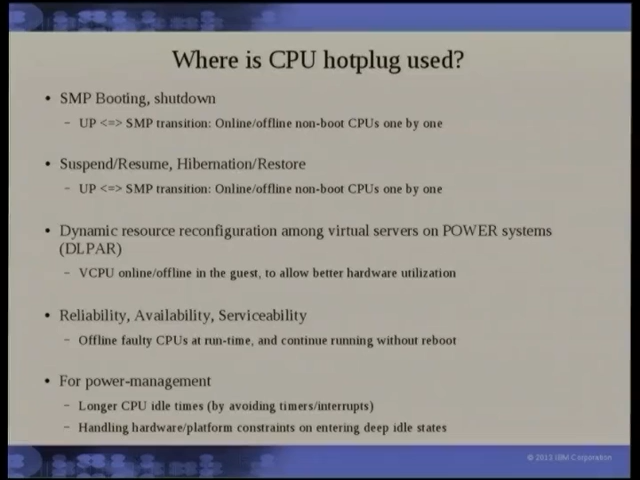 Where is CPU hotplug used?
• SMP Booting, shutdown
– UP <=> SMP transition: Online/offline non-boot CPUs one by one
• Suspend/Resume, Hibernation/Restore
– UP <=> SMP transition: Online/offline non-boot CPUs one by one
• Dynamic resource reconfiguration among virtual servers on POWER systems
(DLPAR)
– VCPU online/offline in the guest, to allow better hardware utilization
• Reliability, Availability, Serviceability
– Offline faulty CPUs at run-time, and continue running without reboot
• For power-management
– Longer CPU idle times (by avoiding timers/interrupts)
– Handling hardware/platform constraints on entering deep idle states
© 2013 IBM Corporation